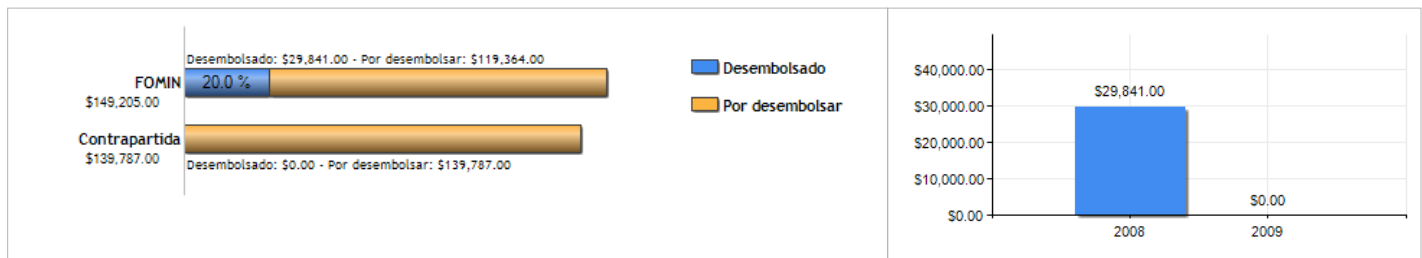 Desembolsado: $29,841.00 - Por desembolsar: $119,364.00
FOMIN
20.0 %
$149,205.00
Contrapartida
$139,787.00
Desembolsado: $0.00 - Por desembolsar: $139,787.00
Desembolsado
Por desembolsar
$40,000.00
$30,000.00
$20,000.00
$10,000.00
$0.00
$29,841.00
$0.00
2008
2009